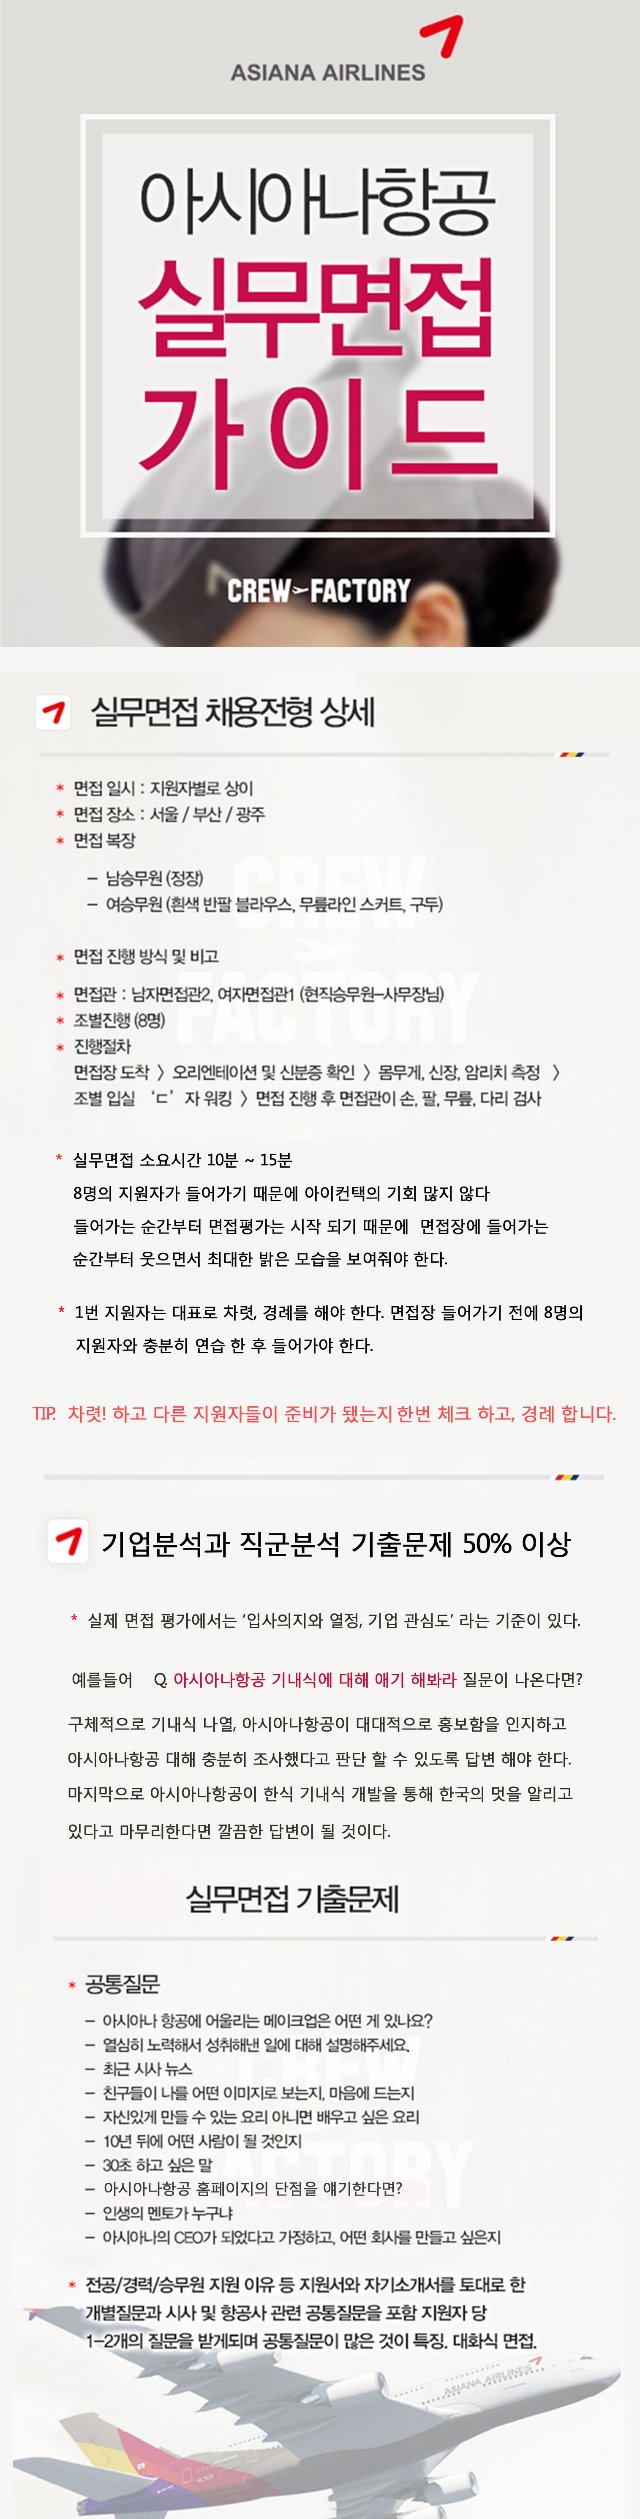 ASIANA AIRLINES
아시아나항공
실무면접
가이드
CREW FACTORY
실무면접 채용전형 상세
* 면접 일시 : 지원자별로 상이
* 면접 장소 : 서울 / 부산 / 광주
* 면접 복장
- 남승무원 (정장)
- 여승무원 (흰색 반팔 블라우스, 무릎라인 스커트, 구두)
* 면접 진행 방식 및 비고
* 면접관 : 남자면접관2, 여자면접관1 (현직승무원-사무장님)
* 조별진행 (8명)
* 진행절차
면접장 도착 〉 오리엔테이션 및 신분증 확인 〉 몸무게, 신장, 암리치 측정 〉
조별 입실 ‘ㄷ’ 자 워킹 〉 면접 진행 후 면접관이 손, 팔, 무릎, 다리 검사
CREW
FACTORY
* 실무면접 소요시간 10분 ~ 15분
8명의 지원자가 들어가기 때문에 아이컨택의 기회 많지 않다
들어가는 순간부터 면접평가는 시작 되기 때문에 면접장에 들어가는
순간부터 웃으면서 최대한 밝은 모습을 보여줘야 한다.
* 1번 지원자는 대표로 차렷, 경례를 해야 한다. 면접장 들어가기 전에 8명의
지원자와 충분히 연습 한 후 들어가야 한다.
TIP. 차렷! 하고 다른 지원자들이 준비가 됐는지 한번 체크 하고, 경례 합니다.
기업분석과 직군분석 기출문제 50% 이상
* 실제 면접 평가에서는 ‘입사의지와 열정, 기업 관심도’ 라는 기준이 있다.
예를들어 Q. 아시아나항공 기내식에 대해 얘기 해봐라 질문이 나온다면?
구체적으로 기내식 나열, 아시아나항공이 대대적으로 홍보함을 인지하고
아시아나항공 대해 충분히 조사했다고 판단 할 수 있도록 답변 해야 한다.
마지막으로 아시아나항공이 한식 기내식 개발을 통해 한국의 멋을 알리고
있다고 마무리한다면 깔끔한 답변이 될 것이다.
실무면접 기출문제
* 공통질문
- 아시아나 항공에 어울리는 메이크업은 어떤 게 있나요?
- 열심히 노력해서 성취해낸 일에 대해 설명해주세요.
- 최근 시사 뉴스
- 친구들이 나를 어떤 이미지로 보는지, 마음에 드는지
- 자신있게 만들 수 있는 요리 아니면 배우고 싶은 요리
- 10년 뒤에 어떤 사람이 될 것인지
- 30초 하고 싶은 말
- 아시아나항공 홈페이지의 단점을 얘기한다면?
- 인생의 멘토가 누구냐
- 아시아나의 CEO가 되었다고 가정하고, 어떤 회사를 만들고 싶은지
CREW
FACTORY
* 전공/경력/승무원 지원 이유 등 지원서와 자기소개서를 토대로 한
개별질문과 시사 및 항공사 관련 공통질문을 포함 지원자 당
1-2개의 질문을 받게되며 공통질문이 많은 것이 특징. 대화식 면접.
ASIANA AIRLINES